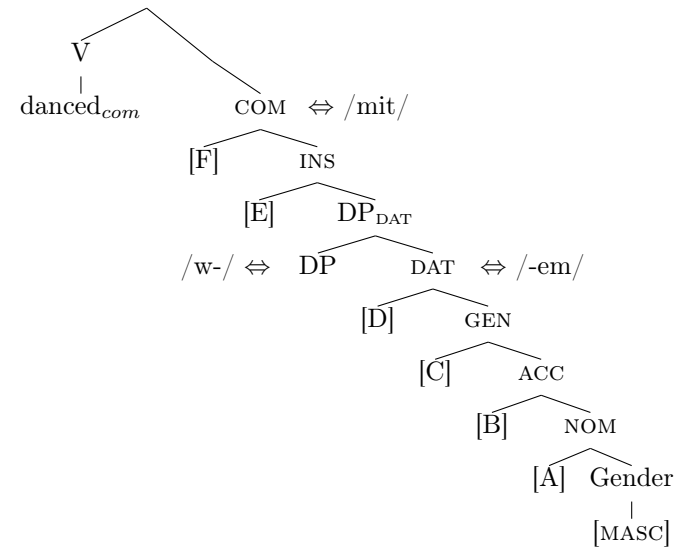 V
danced_com COM ⇔ /mit/
[F] INS
[E] DP_DAT
/w-/ ⇔ DP DAT ⇔ /-em/
[D] GEN
[C] ACC
[B] NOM
[A] Gender
[MASC]